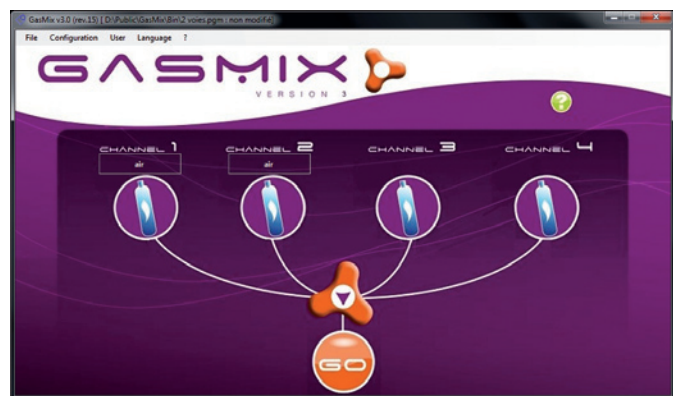 GasMix v3.0 (rev.15) [ D:\Public\GasMix\Bin\2 voies.pgm : non modifié]
File Configuration User Language ?
GASMIX
VERSION 3
?
CHANNEL 1 CHANNEL 2 CHANNEL 3 CHANNEL 4
air air
GO